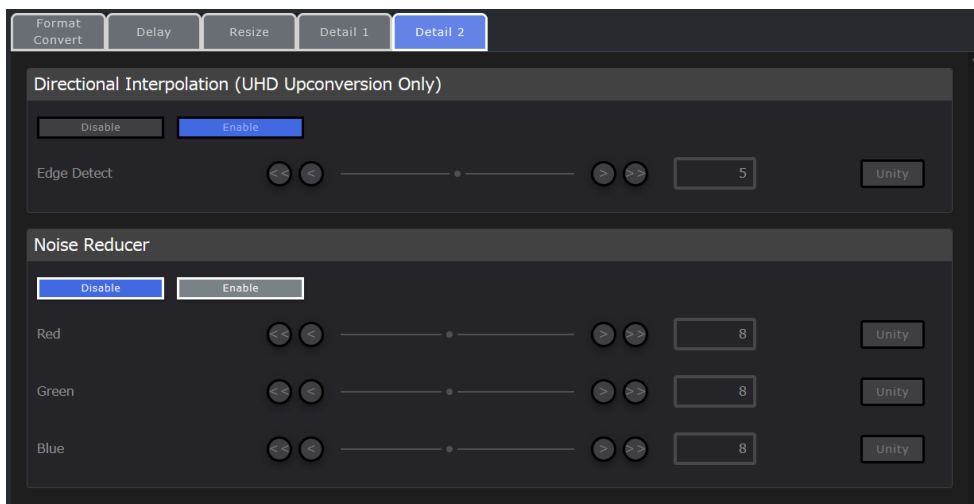 Format
Convert
Delay
Resize
Detail 1
Detail 2
Directional Interpolation (UHD Upconversion Only)
Disable Enable
Edge Detect << < > >> 5 Unity
Noise Reducer
Disable Enable
Red << < > >> 8 Unity
Green << < > >> 8 Unity
Blue << < > >> 8 Unity